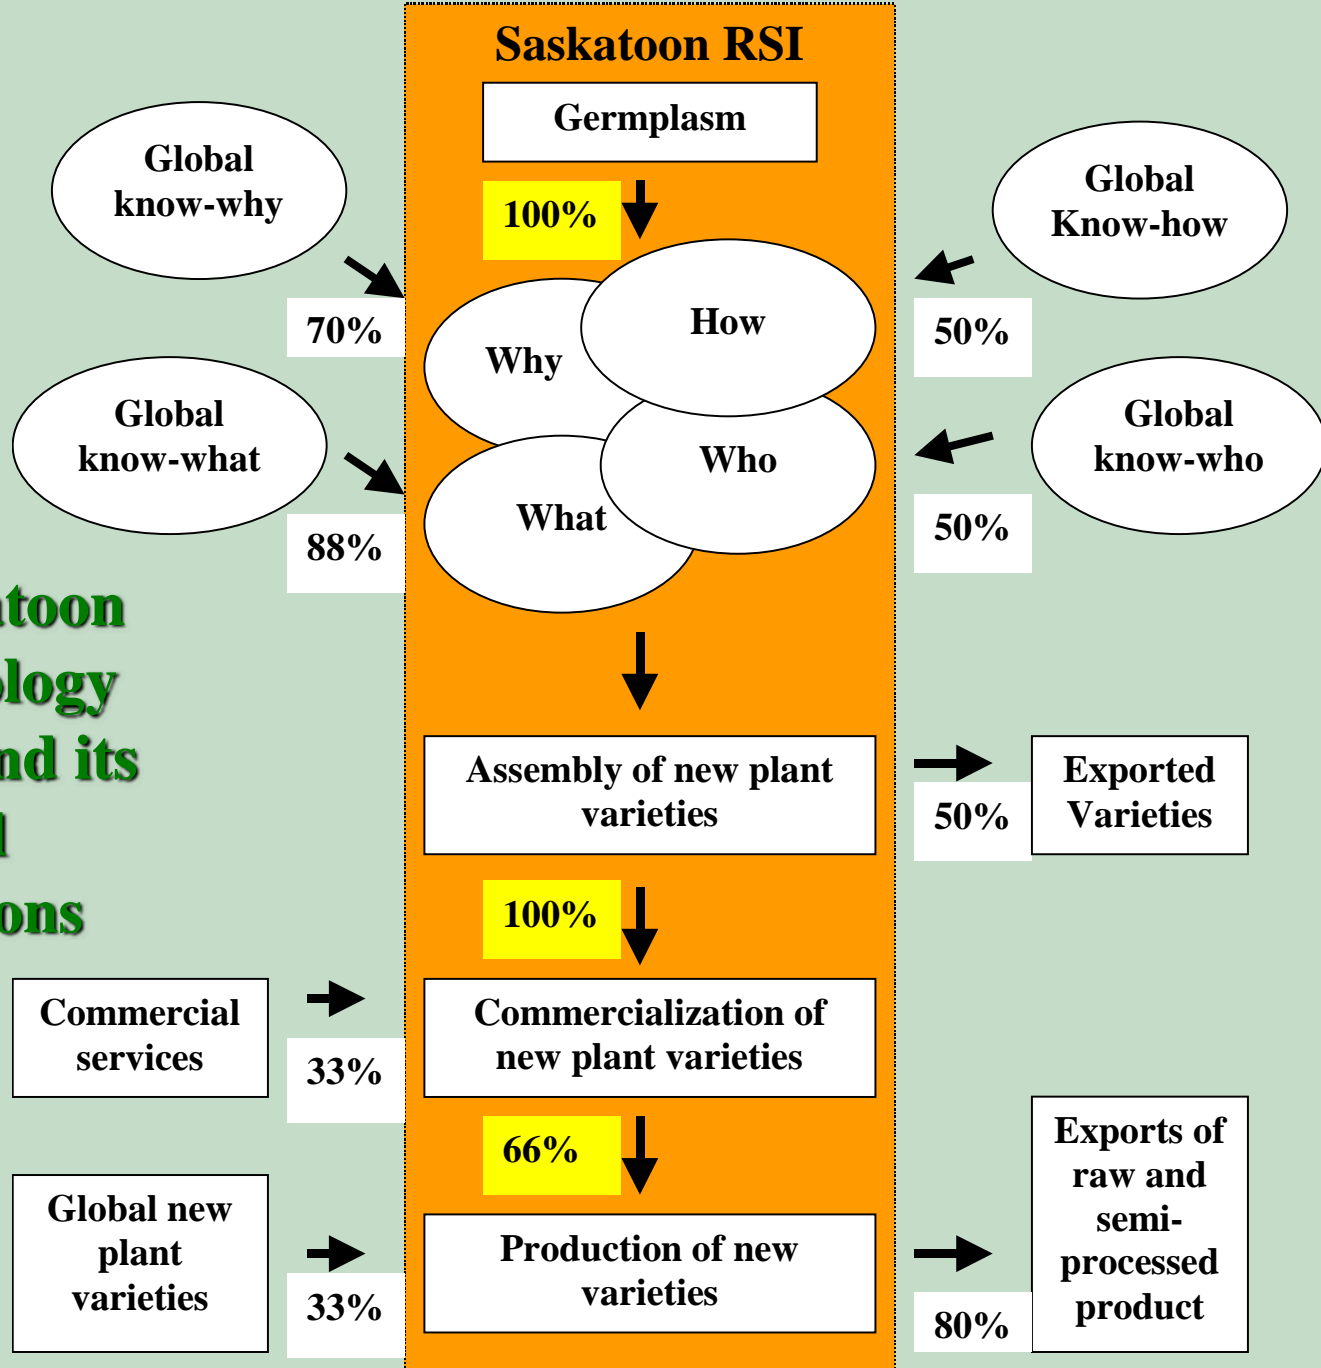 Saskatoon RSI
Germplasm
100%
Global
know-why
70%
Global
Know-how
50%
How
Why
Global
know-what
88%
Who
What
Global
know-who
50%
nd its
Assembly of new plant
varieties
50%
Exported
Varieties
100%
Commercial
services
33%
Commercialization of
new plant varieties
66%
Global new
plant
varieties
33%
Production of new
varieties
80%
Exports of
raw and
semi-
processed
product